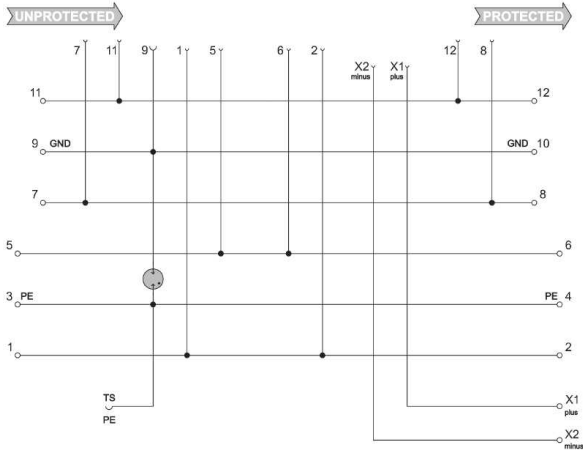 UNPROTECTED PROTECTED
7 11 9 1 5 6 2 12 8
X2 X1
minus plus
11 12
9 GND GND 10
7 8
5 6
3 PE PE 4
1 2
TS
PE
X1
plus
X2
minus